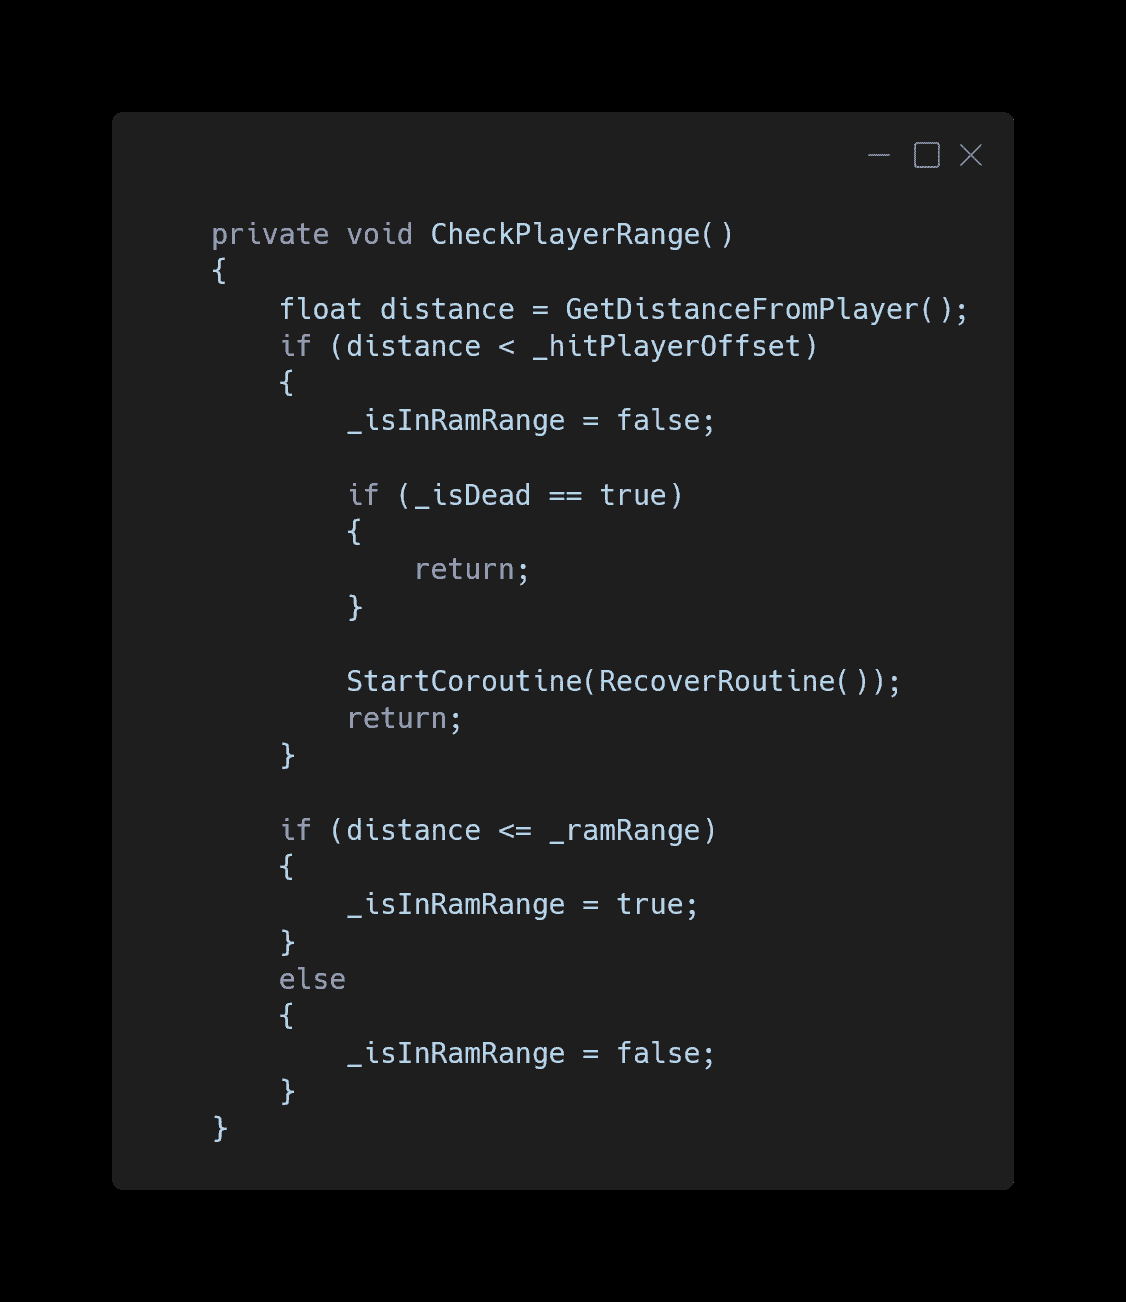 private void CheckPlayerRange()
{
    float distance = GetDistanceFromPlayer();
    if (distance < _hitPlayerOffset)
    {
        _isInRamRange = false;

        if (_isDead == true)
        {
            return;
        }

        StartCoroutine(RecoverRoutine());
        return;
    }

    if (distance <= _ramRange)
    {
        _isInRamRange = true;
    }
    else
    {
        _isInRamRange = false;
    }
}